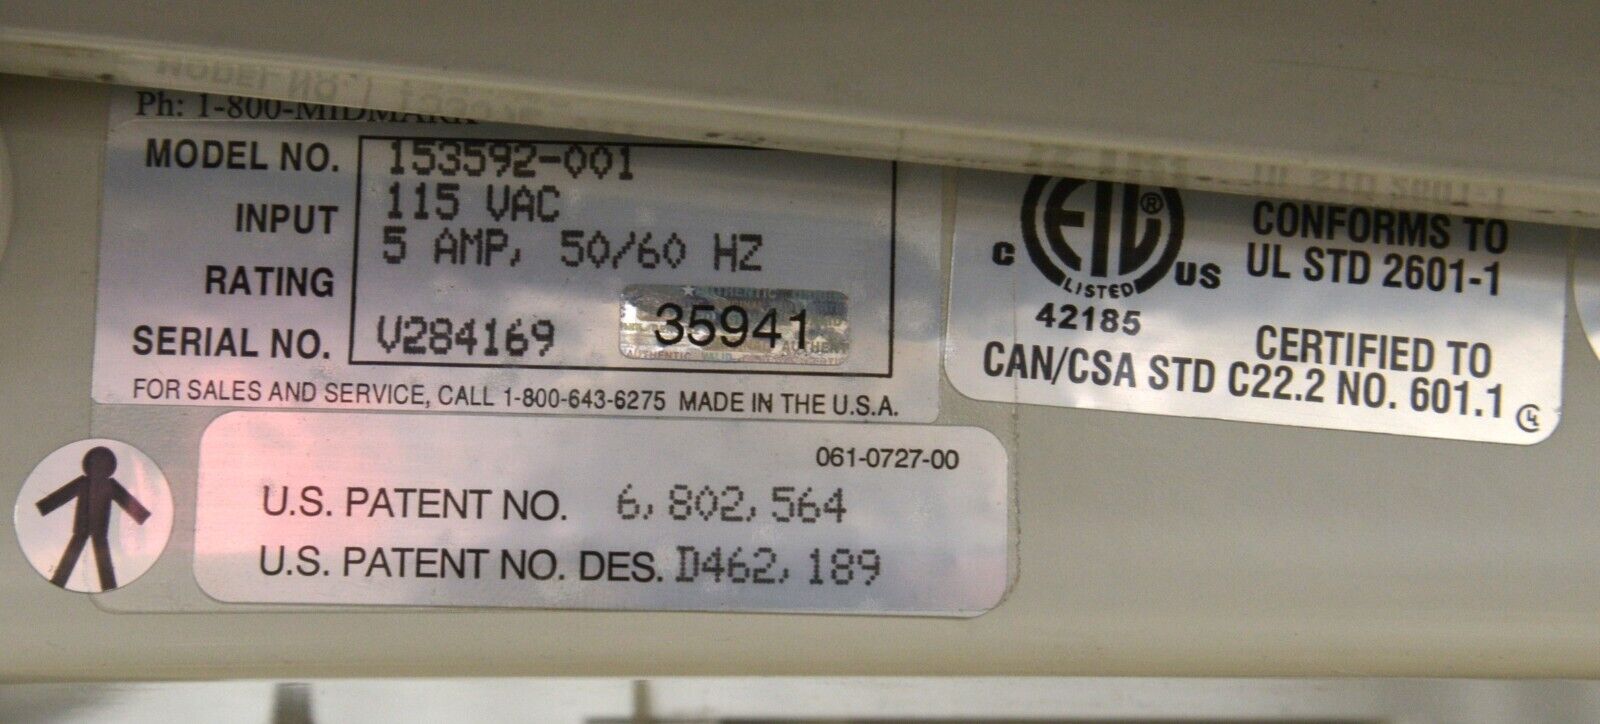 Ph: 1-800-MIDMARK
MODEL NO. 153592-001
INPUT 115 VAC
RATING 5 AMP, 50/60 HZ
SERIAL NO. V284169
35941
FOR SALES AND SERVICE, CALL 1-800-643-6275 MADE IN THE U.S.A.
061-0727-00
U.S. PATENT NO. 6,802,564
U.S. PATENT NO. DES. D462,189
ETL ®
C LISTED US
42185
CONFORMS TO
UL STD 2601-1
CERTIFIED TO
CAN/CSA STD C22.2 NO. 601.1